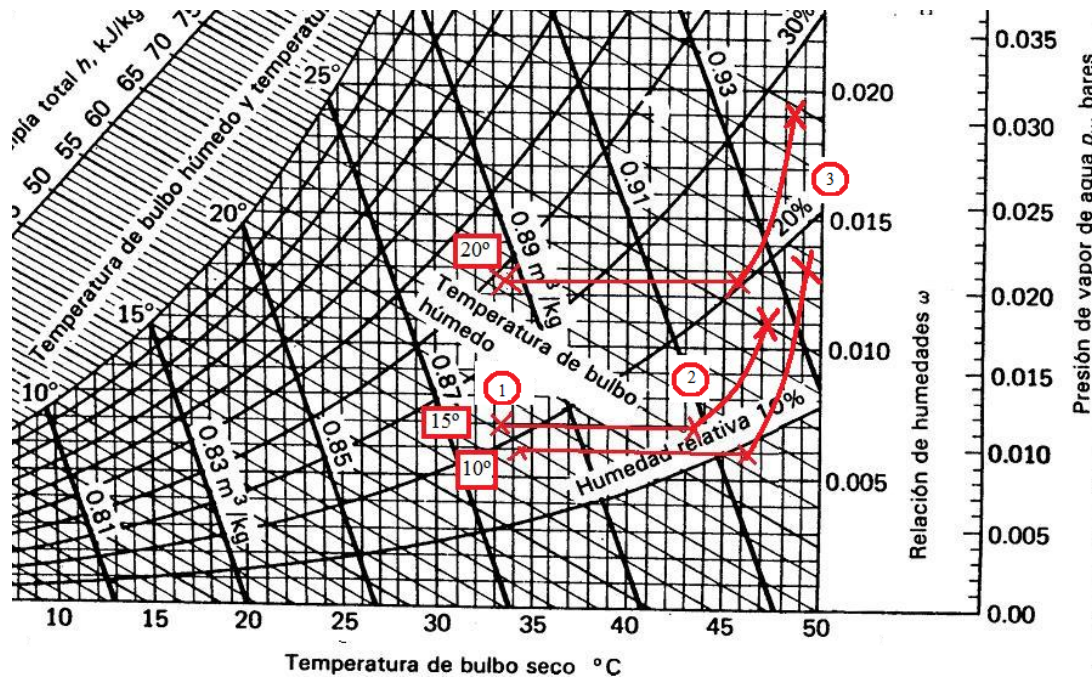 75
70
65
60
55
50
pía total h, kJ/kg
Temperatura de bulbo húmedo y temperatu
25°
20°
15°
10°
30%
0.93
0.91
20%
0.89 m³/kg
0.87
0.85
0.83 m³/kg
0.81
Temperatura de bulbo
húmedo
Humedad relativa 10%
20º
15º
10º
1
2
3
0.020
0.015
0.010
0.005
Relación de humedades ω
0.035
0.030
0.025
0.020
0.015
0.010
0.005
0.00
Presión de vapor de agua p, bares
10 15 20 25 30 35 40 45 50
Temperatura de bulbo seco °C